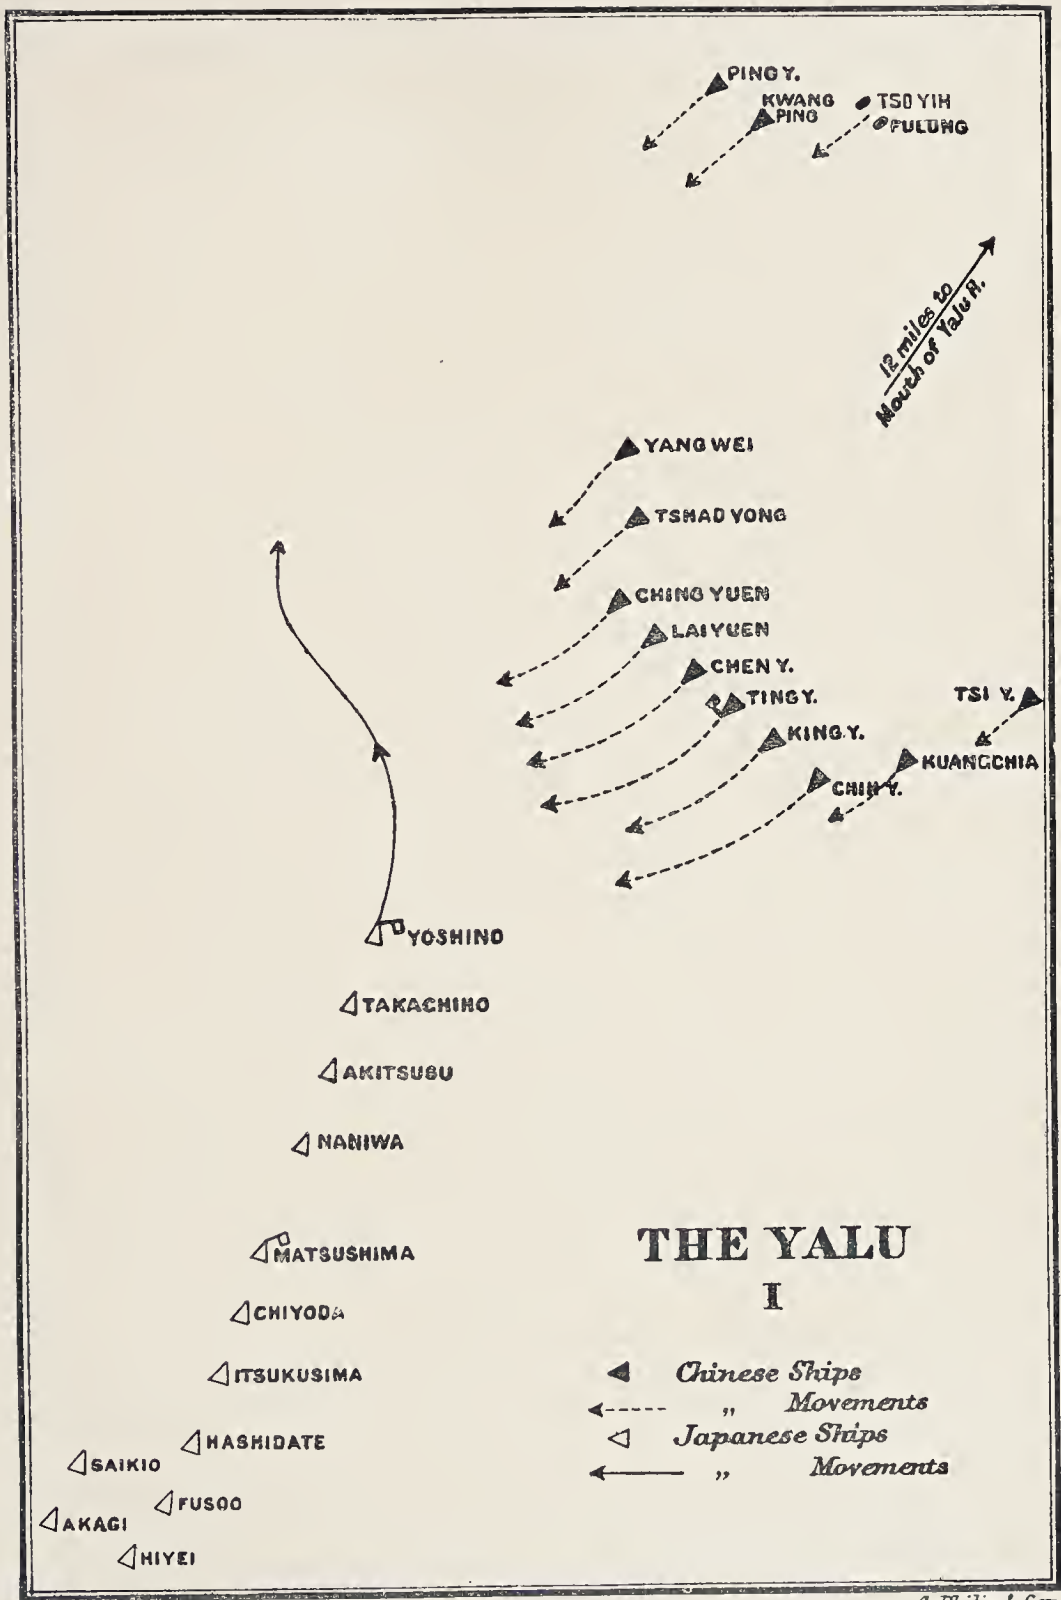 PING Y.
KWANG
PING
TSO YIH
FULUNG
12 miles to
Mouth of Yalu R.
YANG WEI
TSHAO YONG
CHING YUEN
LAI YUEN
CHEN Y.
TING Y.
TSI Y.
KING Y.
KUANGCHIA
CHIH Y.
YOSHINO
TAKACHIHO
AKITSUSU
NANIWA
MATSUSHIMA
CHIYODA
ITSUKUSIMA
HASHIDATE
SAIKIO
FUSOO
AKAGI
HIYEI
THE YALU
I
Chinese Ships
„ Movements
Japanese Ships
„ Movements